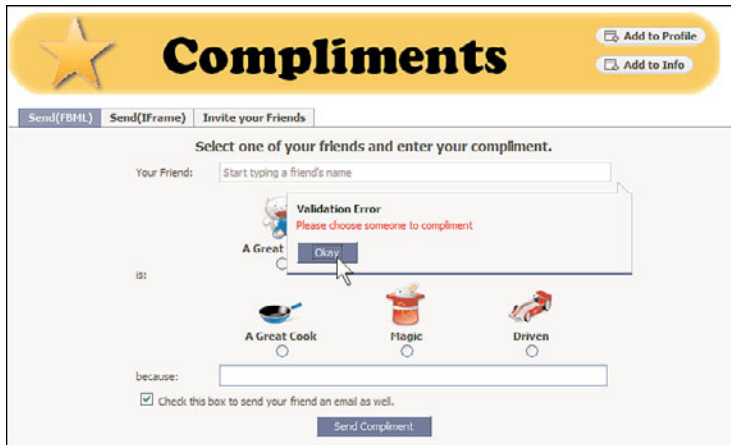 Compliments
Add to Profile
Add to Info
Send(FBML) Send(IFrame) Invite your Friends
Select one of your friends and enter your compliment.
Your Friend: Start typing a friend's name
Validation Error
Please choose someone to compliment
Okay
A Great
is:
A Great Cook Magic Driven
because:
Check this box to send your friend an email as well.
Send Compliment